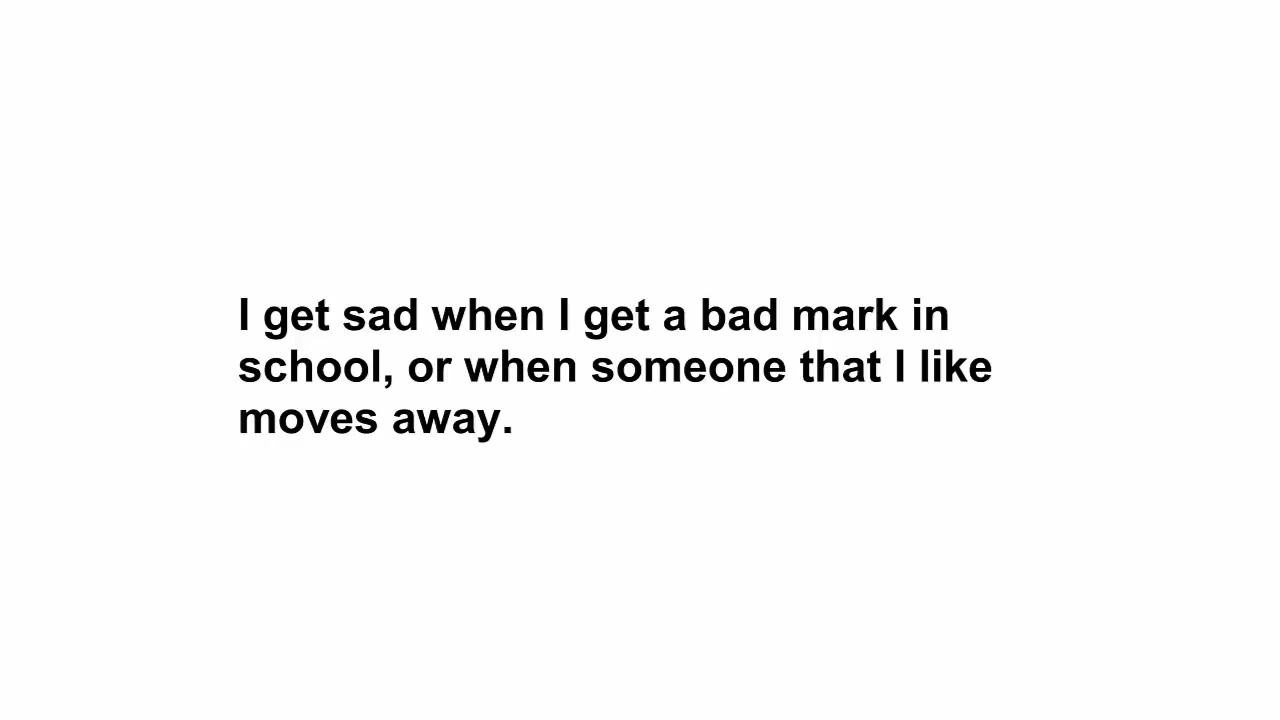 I get sad when I get a bad mark in
school, or when someone that I like
moves away.